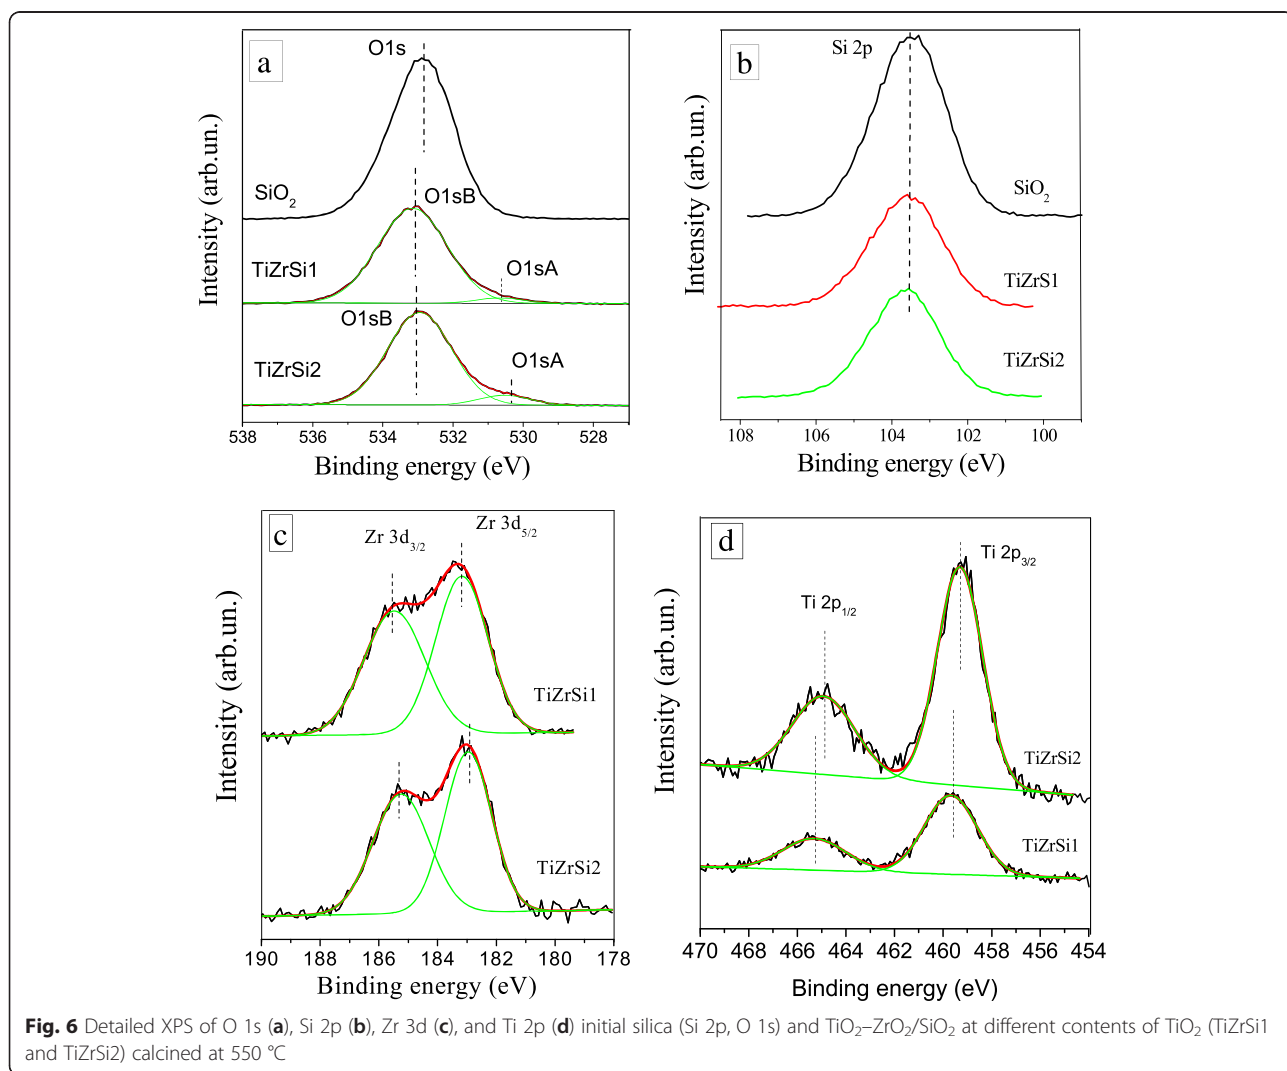 a
O1s
SiO2
O1sB
TiZrSi1
O1sA
O1sB
TiZrSi2
O1sA
Intensity (arb.un.)
538 536 534 532 530 528
Binding energy (eV)
b
Si 2p
SiO2
TiZrS1
TiZrSi2
Intensity (arb.un.)
108 106 104 102 100
Binding energy (eV)
c
Zr 3d3/2
Zr 3d5/2
TiZrSi1
TiZrSi2
Intensity (arb.un.)
190 188 186 184 182 180 178
Binding energy (eV)
d
Ti 2p3/2
Ti 2p1/2
TiZrSi2
TiZrSi1
Intensity (arb.un.)
470 468 466 464 462 460 458 456 454
Binding energy (eV)
Fig. 6 Detailed XPS of O 1s (a), Si 2p (b), Zr 3d (c), and Ti 2p (d) initial silica (Si 2p, O 1s) and TiO2–ZrO2/SiO2 at different contents of TiO2 (TiZrSi1
and TiZrSi2) calcined at 550 °C